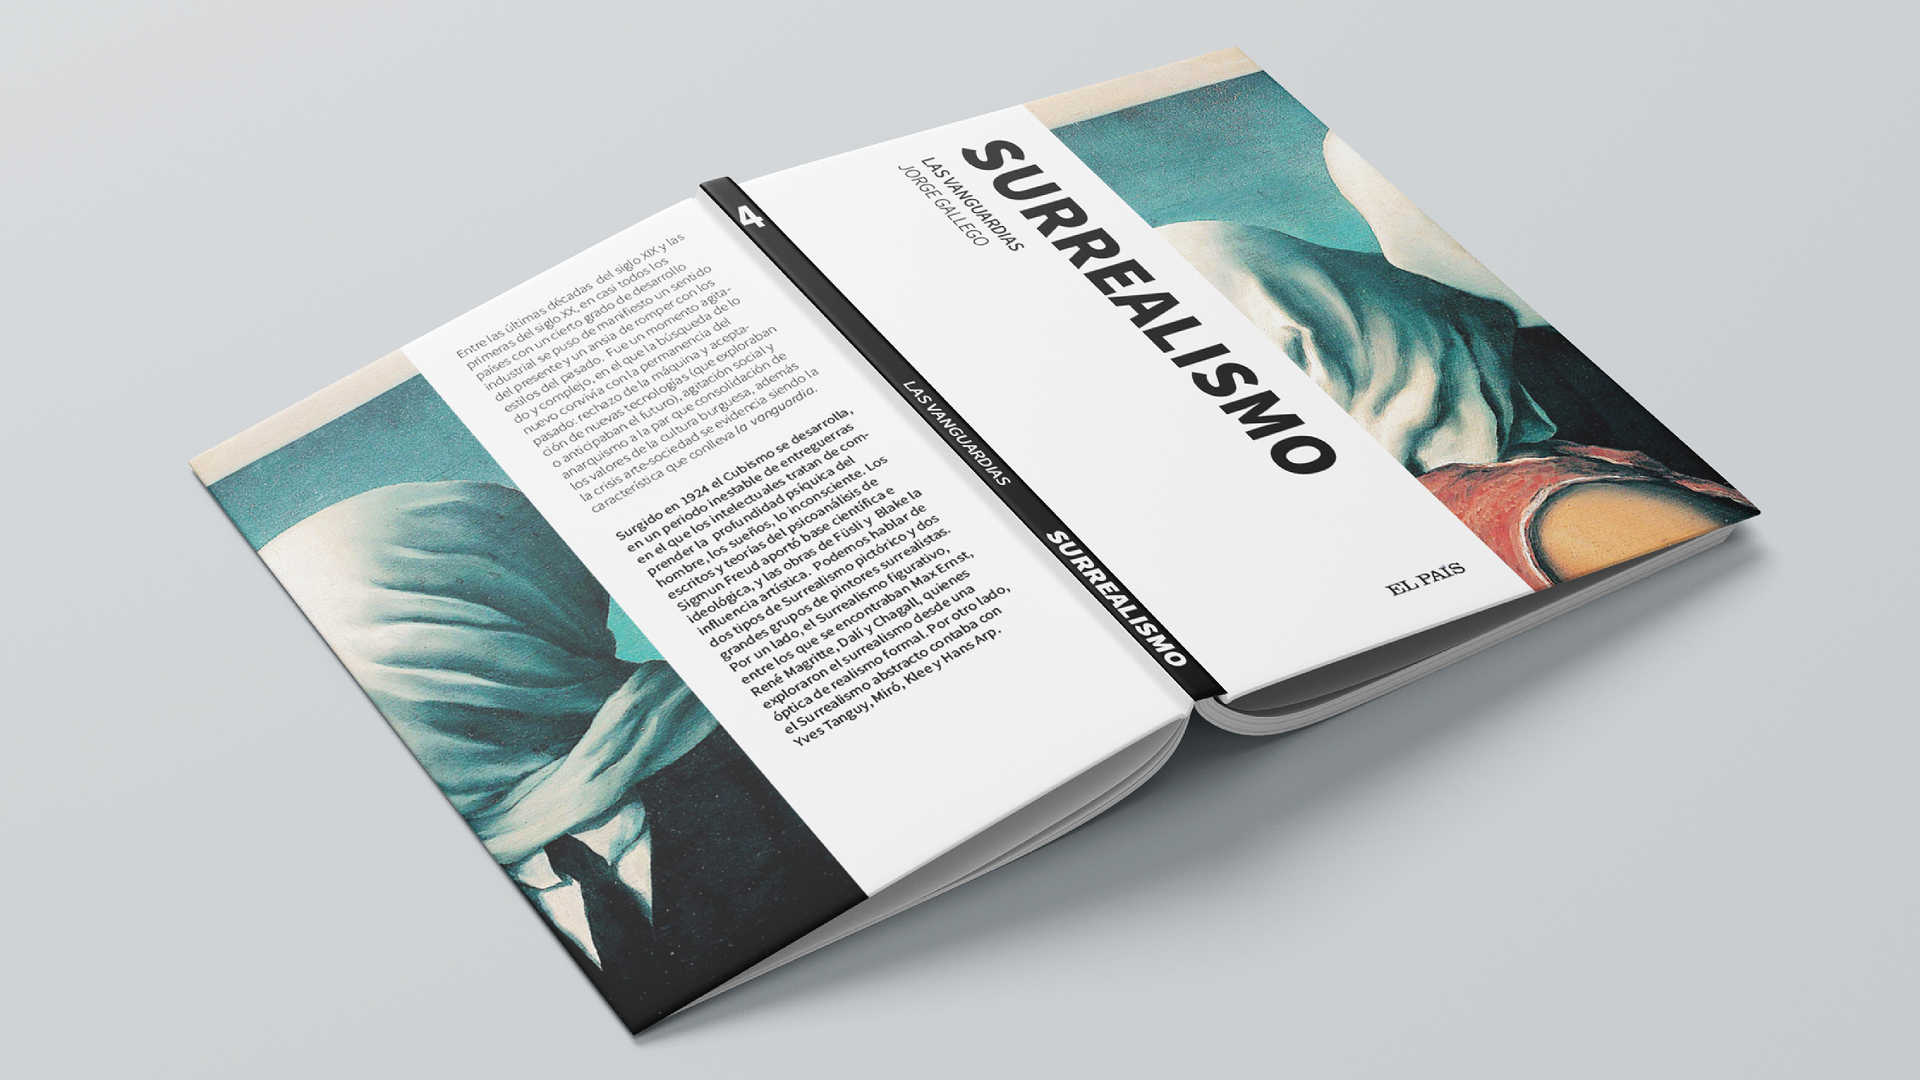 Entre las últimas décadas del siglo XIX y las
primeras del siglo XX, en casi todos los
países con un cierto grado de desarrollo
industrial se puso de manifiesto un sentido
del presente y un ansia de romper con los
estilos del pasado. Fue un momento agita-
do y complejo, en el que la búsqueda de lo
nuevo convivía con la permanencia del
pasado: rechazo de la máquina y acepta-
ción de nuevas tecnologías (que exploraban
o anticipaban el futuro), agitación social y
anarquismo a la par que consolidación de
los valores de la cultura burguesa, además
la crisis arte-sociedad se evidencia siendo la
característica que conlleva la vanguardia.
Surgido en 1924 el Cubismo se desarrolla,
en un periodo inestable de entreguerras
en el que los intelectuales tratan de com-
prender la profundidad psíquica del
hombre, los sueños, lo inconsciente. Los
escritos y teorías del psicoanálisis de
Sigmun Freud aportó base científica e
ideológica, y las obras de Füsli y Blake la
influencia artística. Podemos hablar de
dos tipos de Surrealismo pictórico y dos
grandes grupos de pintores surrealistas.
Por un lado, el Surrealismo figurativo,
entre los que se encontraban Max Ernst,
René Magritte, Dalí y Chagall, quienes
exploraron el surrealismo desde una
óptica de realismo formal. Por otro lado,
el Surrealismo abstracto contaba con
Yves Tanguy, Miró, Klee y Hans Arp.
4
LAS VANGUARDIAS
SURREALISMO
SURREALISMO
LAS VANGUARDIAS
JORGE GALLEGO
EL PAÍS